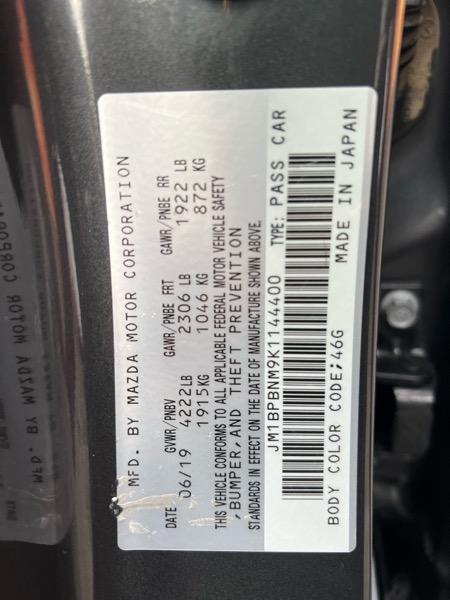 MFD. BY MAZDA MOTOR CORPORATION
DATE GVWR/PNBV GAWR/PNBE FRT GAWR/PNBE RR
06/19 4222LB 2306 LB 1922 LB
1915KG 1046 KG 872 KG
THIS VEHICLE CONFORMS TO ALL APPLICABLE FEDERAL MOTOR VEHICLE SAFETY
,BUMPER,AND THEFT PREVENTION
STANDARDS IN EFFECT ON THE DATE OF MANUFACTURE SHOWN ABOVE.
JM1BPBNM9K1144400 TYPE: PASS CAR
BODY COLOR CODE;46G MADE IN JAPAN